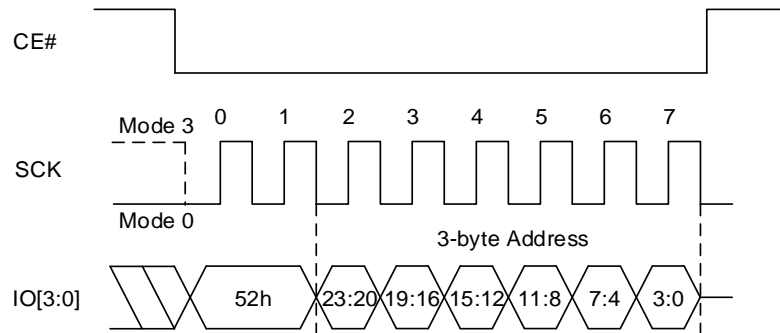 CE#
Mode 3
0 1 2 3 4 5 6 7
SCK
Mode 0
3-byte Address
IO[3:0]
52h 23:20 19:16 15:12 11:8 7:4 3:0